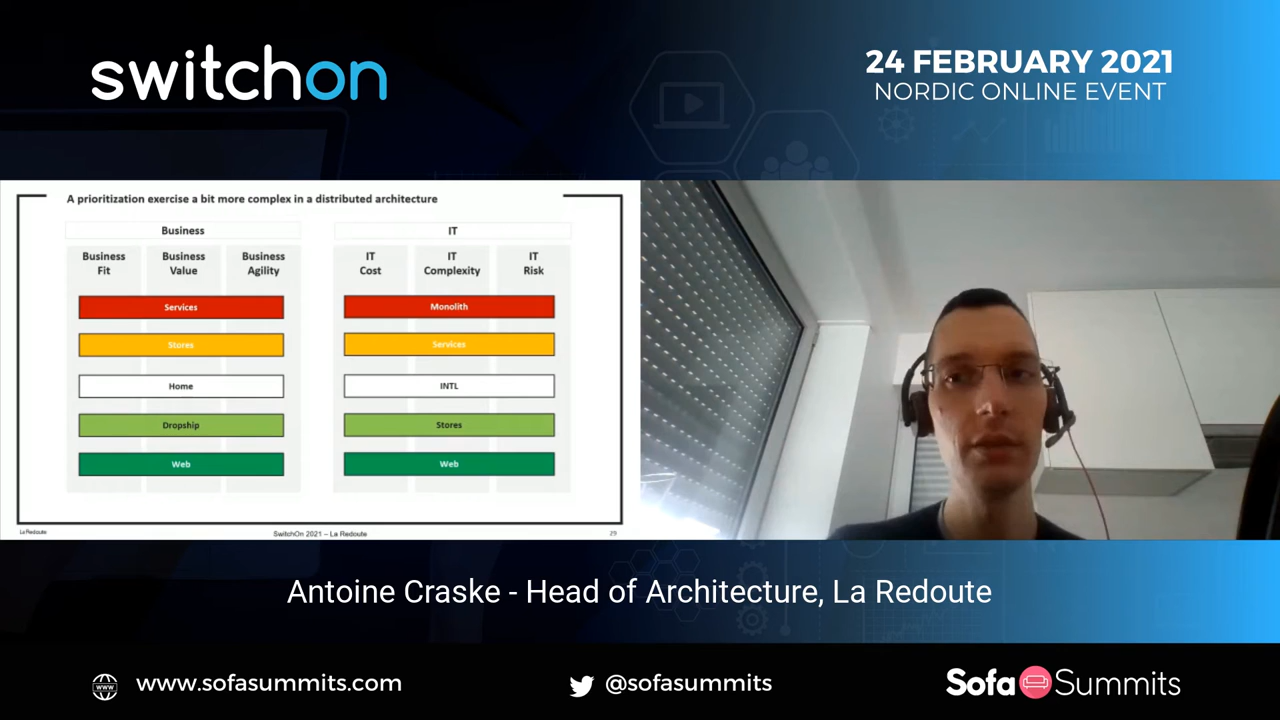 switchon
24 FEBRUARY 2021
NORDIC ONLINE EVENT
A prioritization exercise a bit more complex in a distributed architecture
Business
Business Fit
Business Value
Business Agility
Services
Stores
Home
Dropship
Web
IT
IT Cost
IT Complexity
IT Risk
Monolith
Services
INTL
Stores
Web
La Redoute
SwitchOn 2021 – La Redoute
29
Antoine Craske - Head of Architecture, La Redoute
WWW
www.sofasummits.com
@sofasummits
Sofa Summits